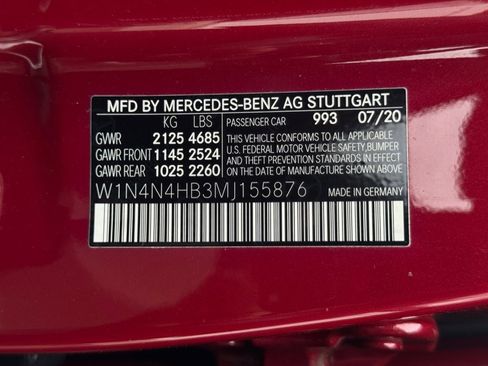 MFD BY MERCEDES-BENZ AG STUTTGART
KG LBS PASSENGER CAR 993 07/20
GVWR 2125 4685 THIS VEHICLE CONFORMS TO ALL APPLICABLE
GAWR FRONT 1145 2524 U.S. FEDERAL MOTOR VEHICLE SAFETY, BUMPER,
AND THEFT PREVENTION STANDARDS IN EFFECT
GAWR REAR 1025 2260 ON THE DATE OF MANUFACTURE SHOWN ABOVE
W1N4N4HB3MJ155876 MADE IN GERMANY